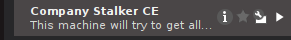 Company Stalker CE
This machine will try to get all...